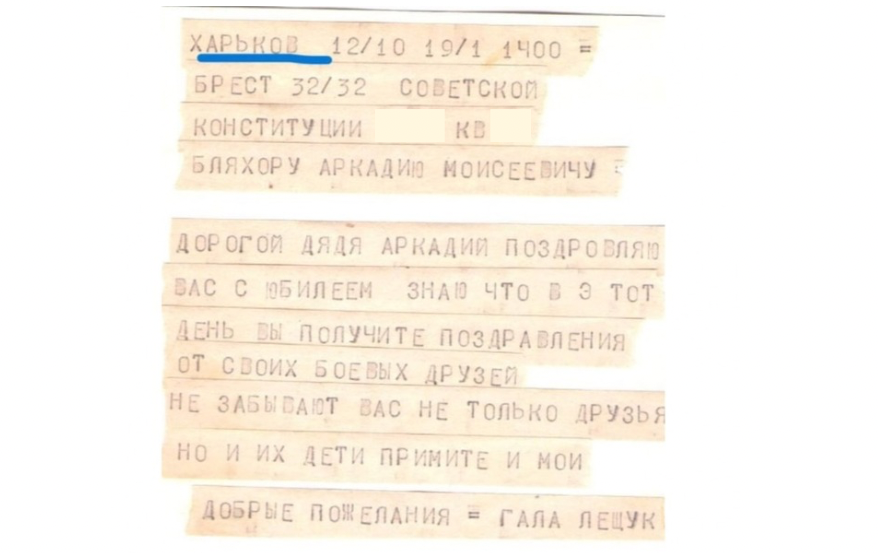 ХАРЬКОВ 12/10 19/1 1400 =
БРЕСТ 32/32 СОВЕТСКОЙ
КОНСТИТУЦИИ КВ
БЛЯХОРУ АРКАДИЮ МОИСЕЕВИЧУ =
ДОРОГОЙ ДЯДЯ АРКАДИЙ ПОЗДРОВЛЯЮ
ВАС С ЮБИЛЕЕМ ЗНАЮ ЧТО В Э ТОТ
ДЕНЬ ВЫ ПОЛУЧИТЕ ПОЗДРАВЛЕНИЯ
ОТ СВОИХ БОЕВЫХ ДРУЗЕЙ
НЕ ЗАБЫВАЮТ ВАС НЕ ТОЛЬКО ДРУЗЬЯ
НО И ИХ ДЕТИ ПРИМИТЕ И МОИ
ДОБРЫЕ ПОЖЕЛАНИЯ = ГАЛА ЛЕЩУК